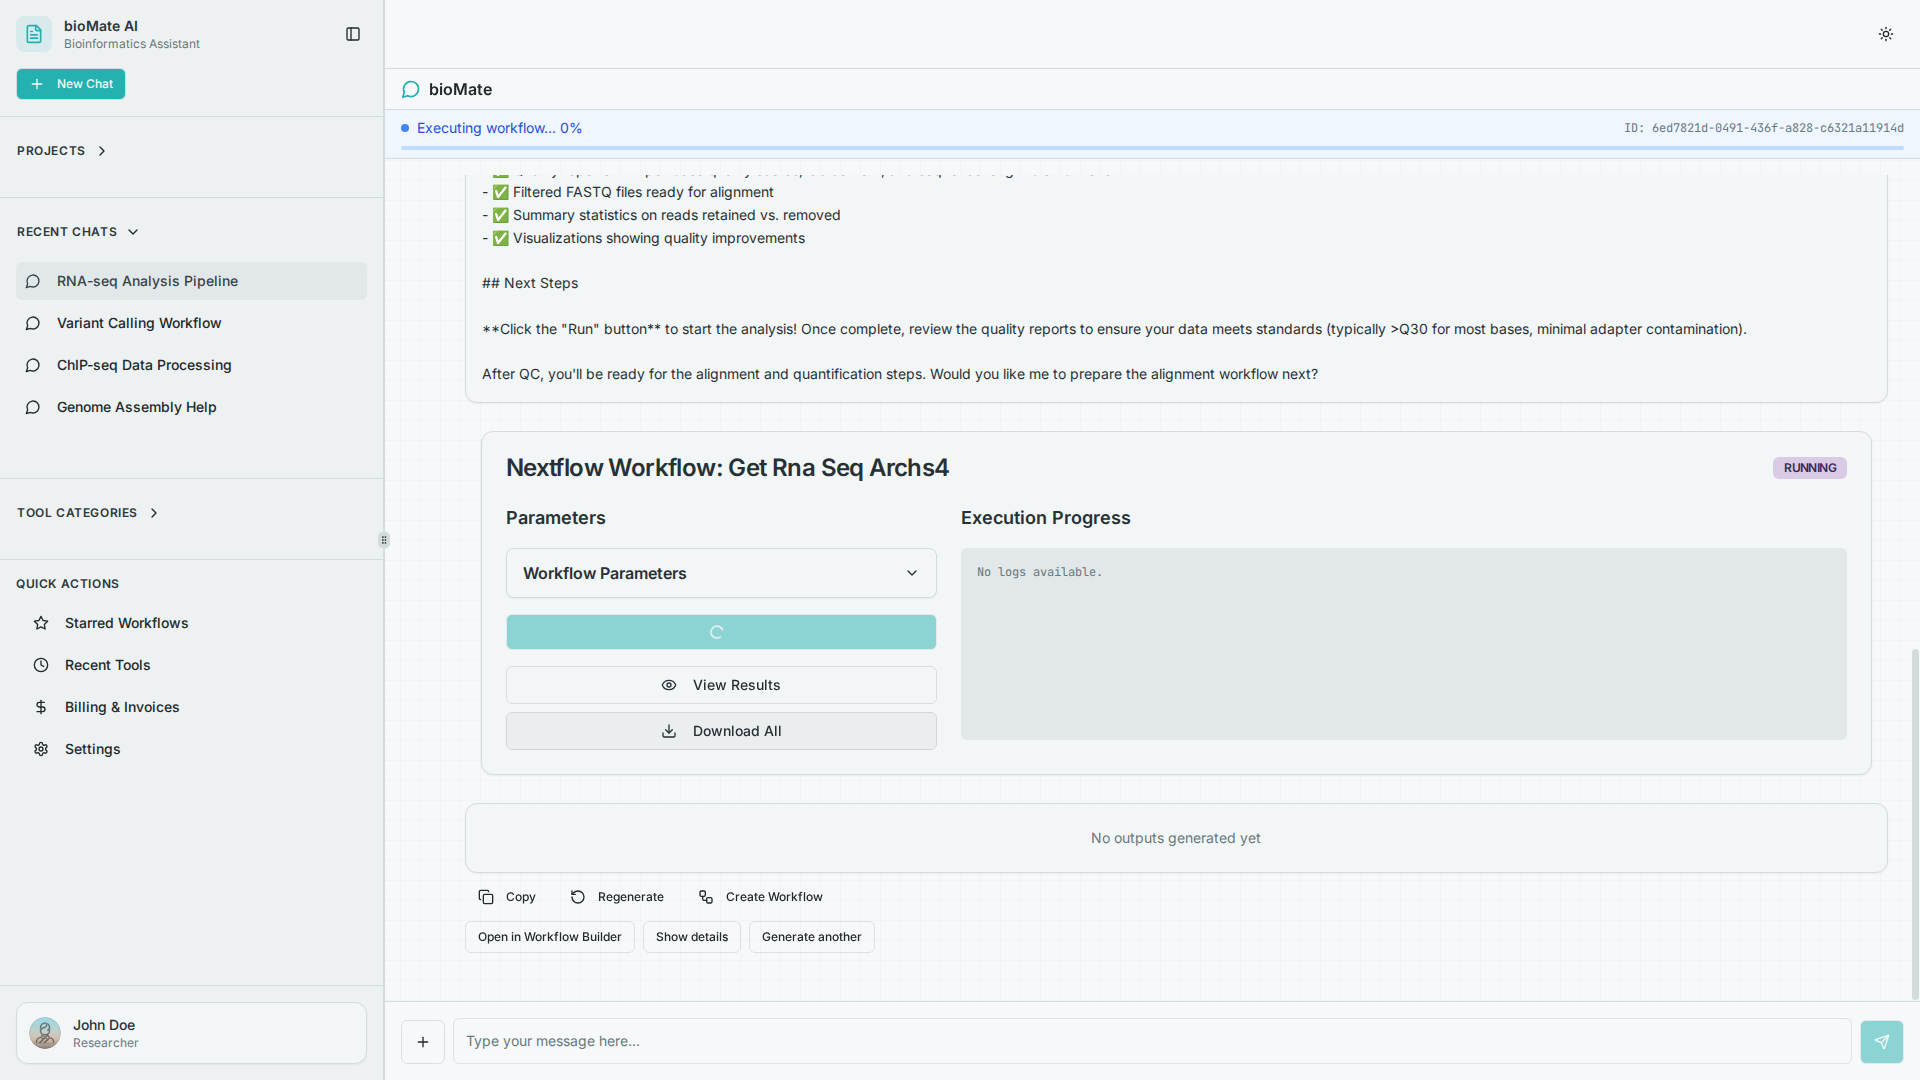 bioMate AI
Bioinformatics Assistant
New Chat
PROJECTS
RECENT CHATS
RNA-seq Analysis Pipeline
Variant Calling Workflow
ChIP-seq Data Processing
Genome Assembly Help
TOOL CATEGORIES
QUICK ACTIONS
Starred Workflows
Recent Tools
Billing & Invoices
Settings
John Doe
Researcher
bioMate
Executing workflow... 0%
ID: 6ed7821d-0491-436f-a828-c6321a11914d
- ✅ Filtered FASTQ files ready for alignment
- ✅ Summary statistics on reads retained vs. removed
- ✅ Visualizations showing quality improvements
## Next Steps
**Click the "Run" button** to start the analysis! Once complete, review the quality reports to ensure your data meets standards (typically >Q30 for most bases, minimal adapter contamination).
After QC, you'll be ready for the alignment and quantification steps. Would you like me to prepare the alignment workflow next?
Nextflow Workflow: Get Rna Seq Archs4
RUNNING
Parameters
Workflow Parameters
View Results
Download All
Execution Progress
No logs available.
No outputs generated yet
Copy
Regenerate
Create Workflow
Open in Workflow Builder
Show details
Generate another
Type your message here...